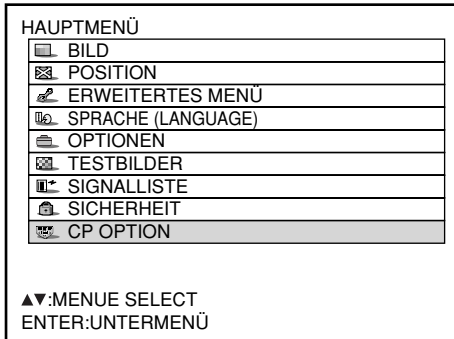 HAUPTMENÜ
BILD
POSITION
ERWEITERTES MENÜ
SPRACHE (LANGUAGE)
OPTIONEN
TESTBILDER
SIGNALLISTE
SICHERHEIT
CP OPTION
▲▼:MENUE SELECT
ENTER:UNTERMENÜ